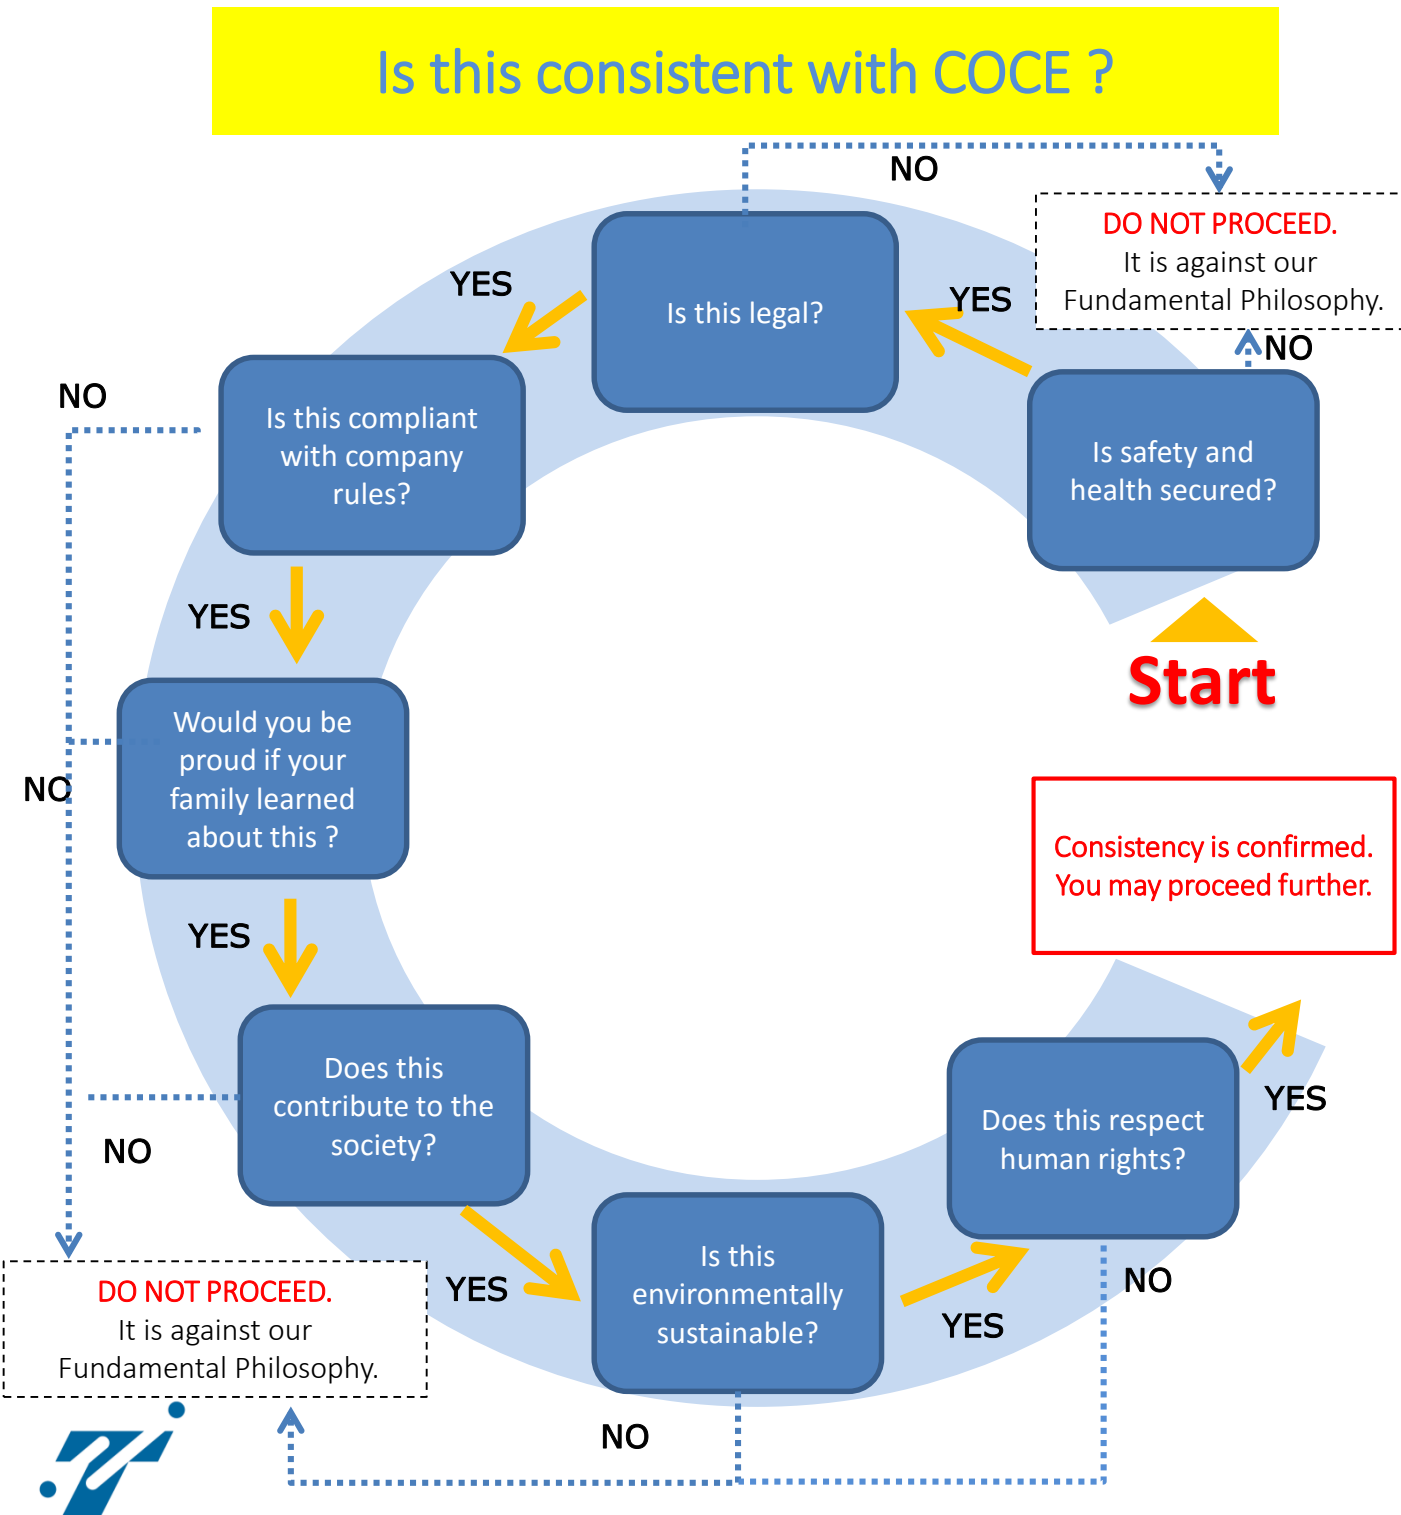 Is this consistent with COCE ?
NO
DO NOT PROCEED.
It is against our
Fundamental Philosophy.
NO
YES
Is this legal?
YES
Is safety and
health secured?
Start
NO
Is this compliant
with company
rules?
YES
Would you be
proud if your
family learned
about this ?
NO
YES
Does this
contribute to the
society?
NO
YES
DO NOT PROCEED.
It is against our
Fundamental Philosophy.
Is this
environmentally
sustainable?
NO
YES
Does this respect
human rights?
NO
YES
Consistency is confirmed.
You may proceed further.